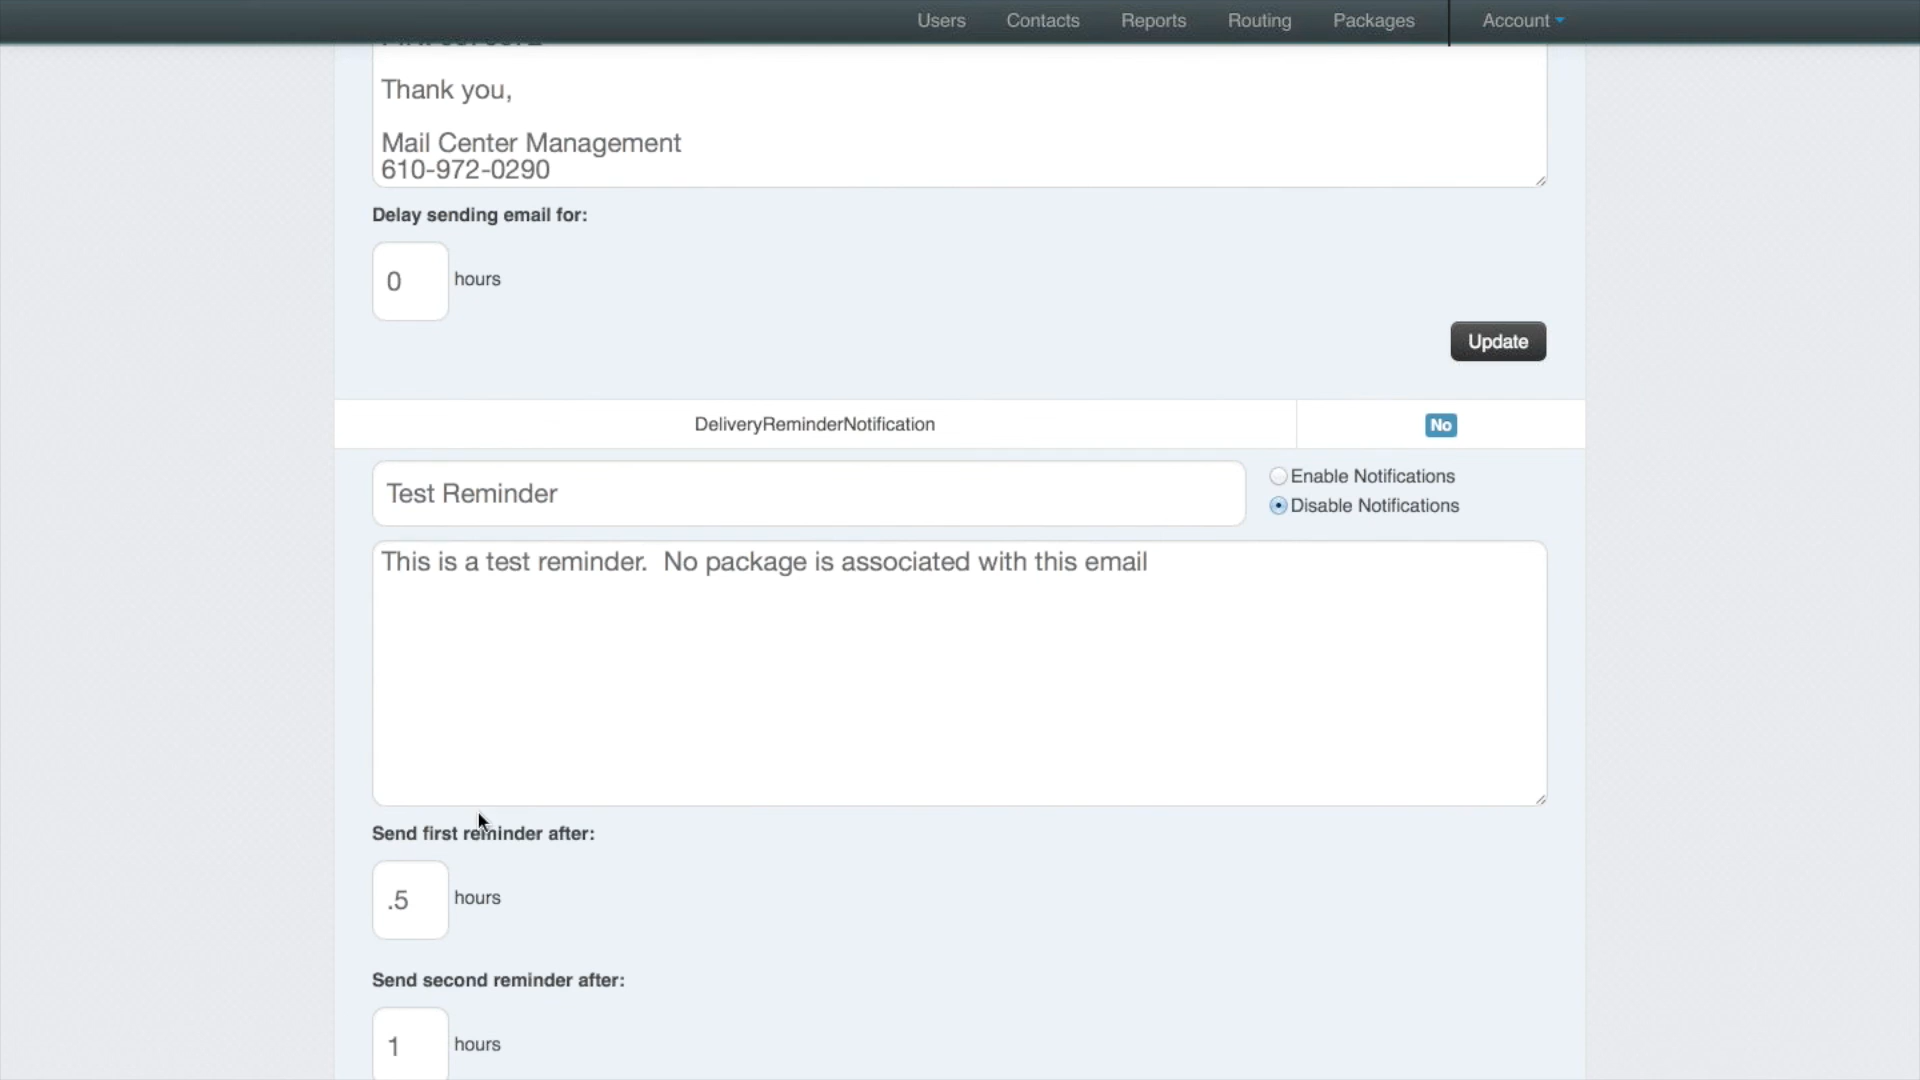 Users Contacts Reports Routing Packages Account
Thank you,
Mail Center Management
610-972-0290
Delay sending email for:
0 hours
Update
DeliveryReminderNotification No
Test Reminder
Enable Notifications
Disable Notifications
This is a test reminder.  No package is associated with this email
Send first reminder after:
.5 hours
Send second reminder after:
1 hours